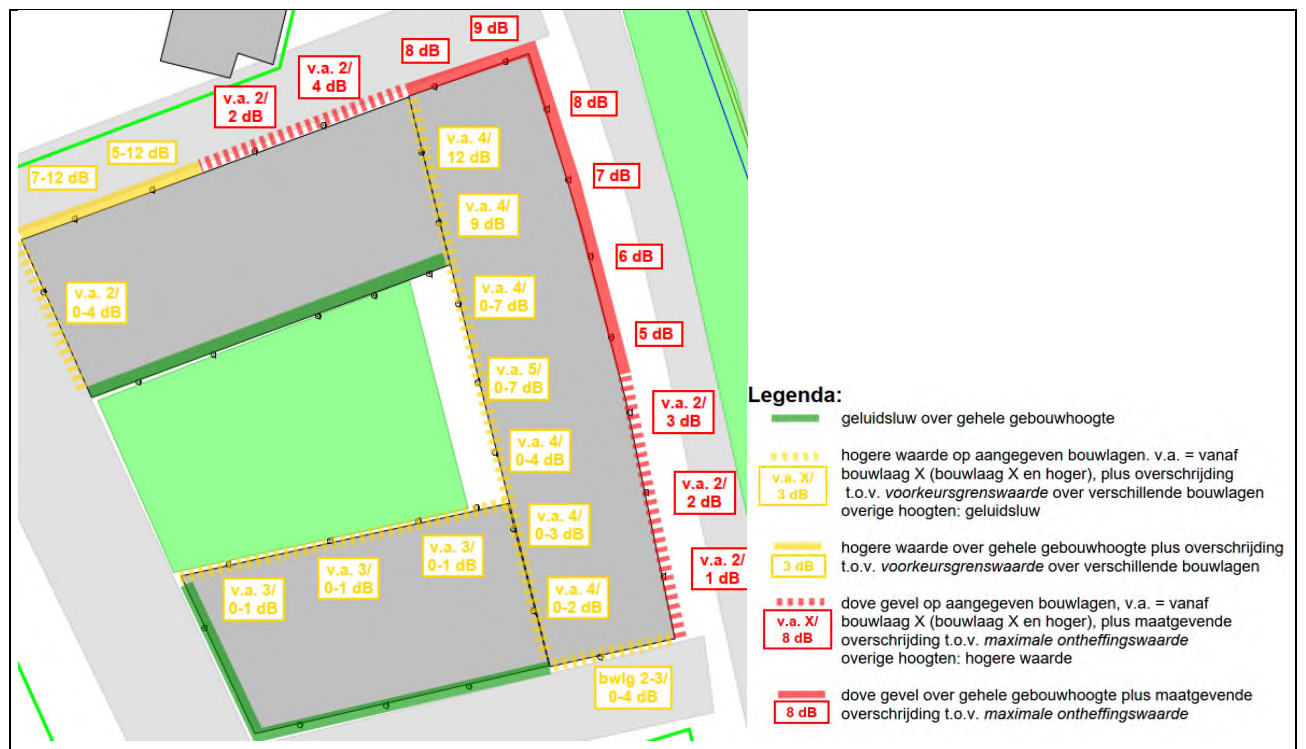 9 dB
8 dB
v.a. 2/
4 dB
v.a. 2/
2 dB
5-12 dB
7-12 dB
8 dB
v.a. 4/
12 dB
7 dB
v.a. 4/
9 dB
6 dB
v.a. 2/
0-4 dB
v.a. 4/
0-7 dB
5 dB
v.a. 5/
0-7 dB
v.a. 2/
3 dB
v.a. 4/
0-4 dB
v.a. 2/
2 dB
v.a. 4/
0-3 dB
v.a. 3/
0-1 dB
v.a. 3/
0-1 dB
v.a. 3/
0-1 dB
v.a. 2/
1 dB
v.a. 4/
0-2 dB
bwlg 2-3/
0-4 dB
Legenda:
geluidsluw over gehele gebouwhoogte
hogere waarde op aangegeven bouwlagen. v.a. = vanaf
bouwlaag X (bouwlaag X en hoger), plus overschrijding
t.o.v. voorkeursgrenswaarde over verschillende bouwlagen
overige hoogten: geluidsluw
v.a. X/
3 dB
hogere waarde over gehele gebouwhoogte plus overschrijding
t.o.v. voorkeursgrenswaarde over verschillende bouwlagen
3 dB
dove gevel op aangegeven bouwlagen, v.a. = vanaf
bouwlaag X (bouwlaag X en hoger), plus maatgevende
overschrijding t.o.v. maximale ontheffingswaarde
overige hoogten: hogere waarde
v.a. X/
8 dB
dove gevel over gehele gebouwhoogte plus maatgevende
overschrijding t.o.v. maximale ontheffingswaarde
8 dB